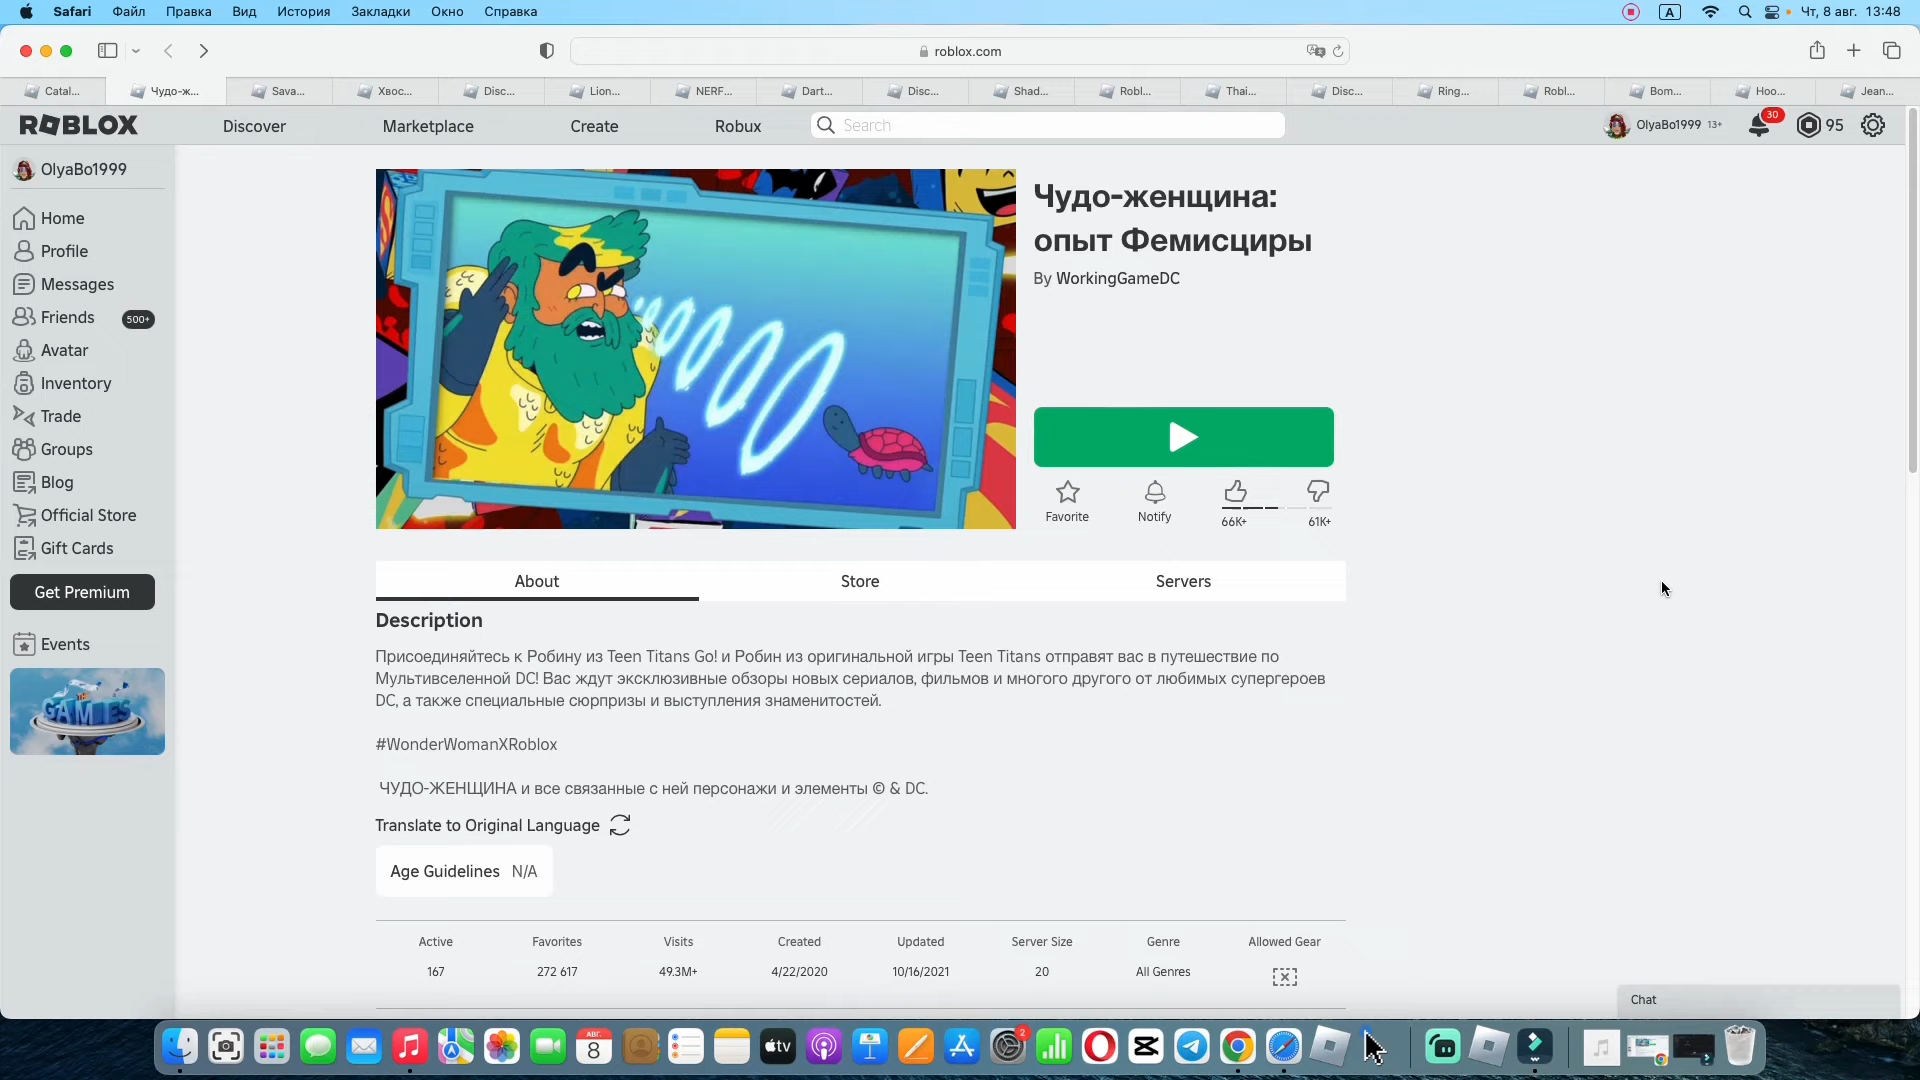 Safari Файл Правка Вид История Закладки Окно Справка
A
Чт, 8 авг. 13:48
roblox.com
Catal... Чудо-ж... Sava... Хвос... Disc... Lion... NERF... Dart... Disc... Shad... Robl... Thai... Disc... Ring... Robl... Bom... Hoo... Jean...
ROBLOX Discover Marketplace Create Robux Search OlyaBo1999 13+ 30 95
OlyaBo1999
Home
Profile
Messages
Friends 500+
Avatar
Inventory
Trade
Groups
Blog
Official Store
Gift Cards
Get Premium
Events
GAMES
Чудо-женщина:
опыт Фемисциры
By WorkingGameDC
Favorite Notify 66K+ 61K+
About Store Servers
Description
Присоединяйтесь к Робину из Teen Titans Go! и Робин из оригинальной игры Teen Titans отправят вас в путешествие по
Мультивселенной DC! Вас ждут эксклюзивные обзоры новых сериалов, фильмов и многого другого от любимых супергероев
DC, а также специальные сюрпризы и выступления знаменитостей.
#WonderWomanXRoblox
ЧУДО-ЖЕНЩИНА и все связанные с ней персонажи и элементы © & DC.
Translate to Original Language
Age Guidelines N/A
Active Favorites Visits Created Updated Server Size Genre Allowed Gear
167 272 617 49.3M+ 4/22/2020 10/16/2021 20 All Genres
Chat
АВГ.
8
tv
2